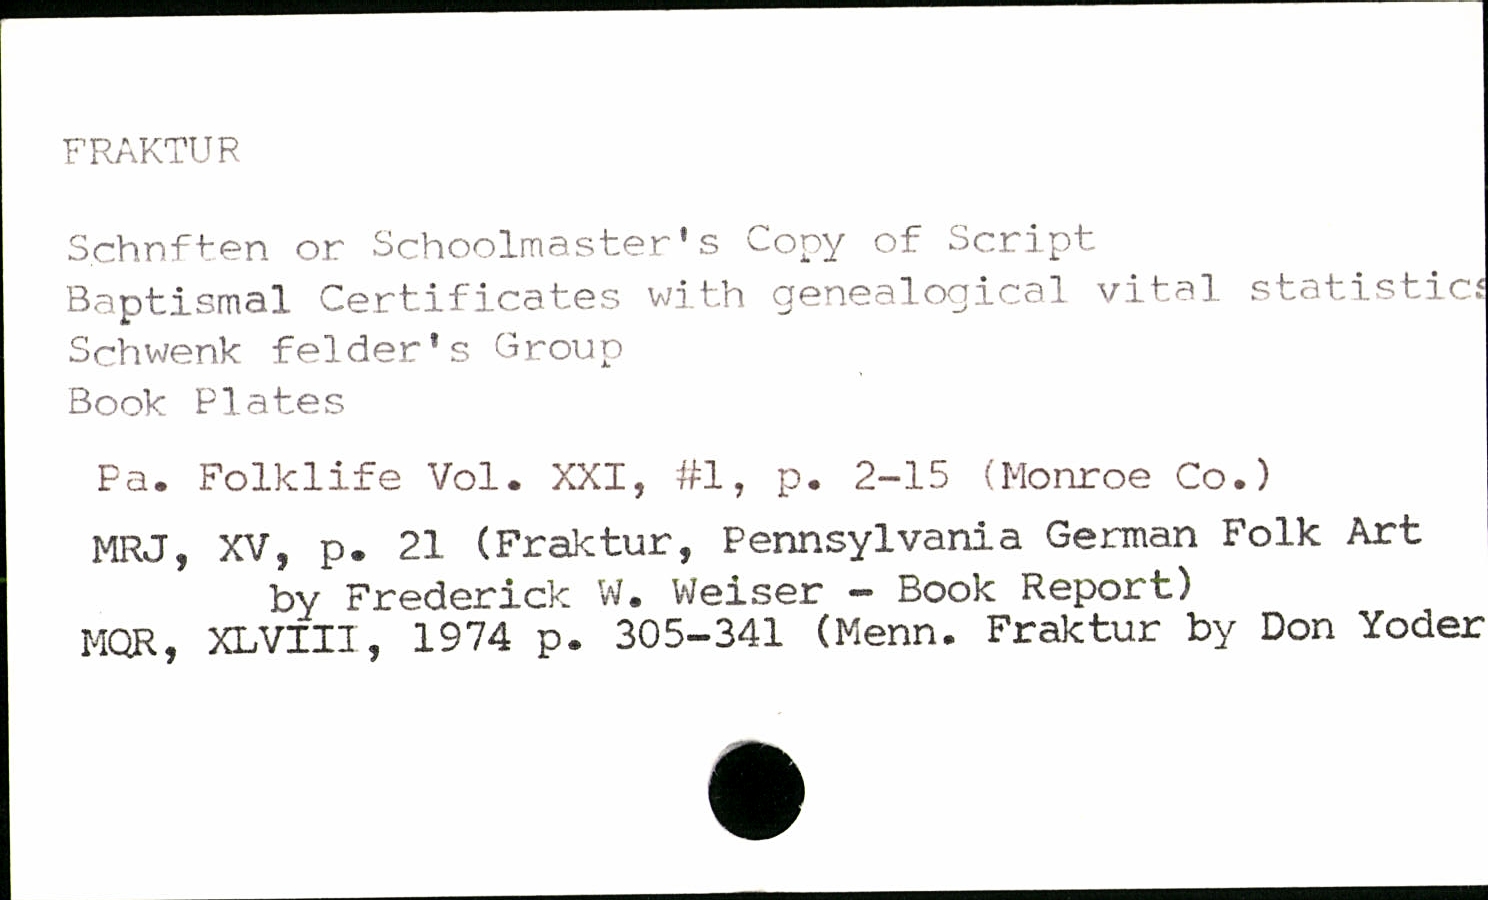 FRAKTUR
Schnften or Schoolmaster's Copy of Script
Baptismal Certificates with genealogical vital statistics
Schwenk felder's Group
Book Plates
Pa. Folklife Vol. XXI, #1, p. 2-15 (Monroe Co.)
MRJ, XV, p. 21 (Fraktur, Pennsylvania German Folk Art
by Frederick W. Weiser - Book Report)
MQR, XLVIII, 1974 p. 305-341 (Menn. Fraktur by Don Yoder